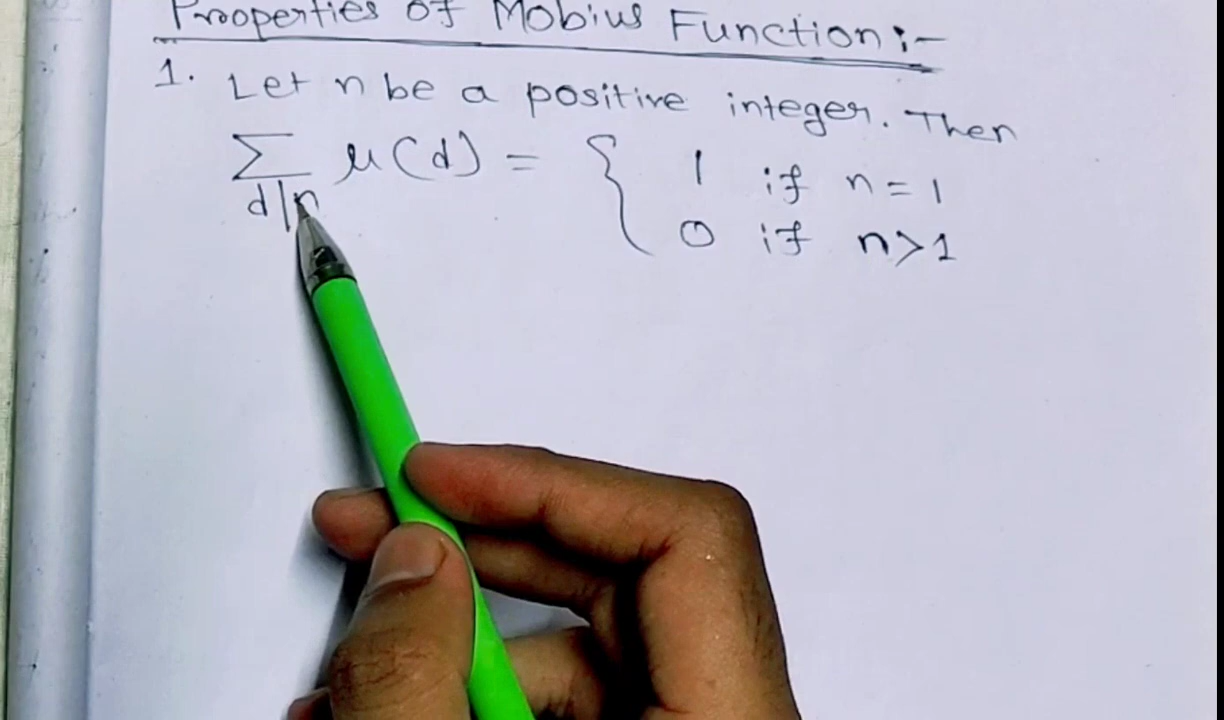 Properties of Mobius Function :-
1. Let n be a positive integer. Then
∑ μ(d) = { 1 if n = 1
d|n 0 if n>1